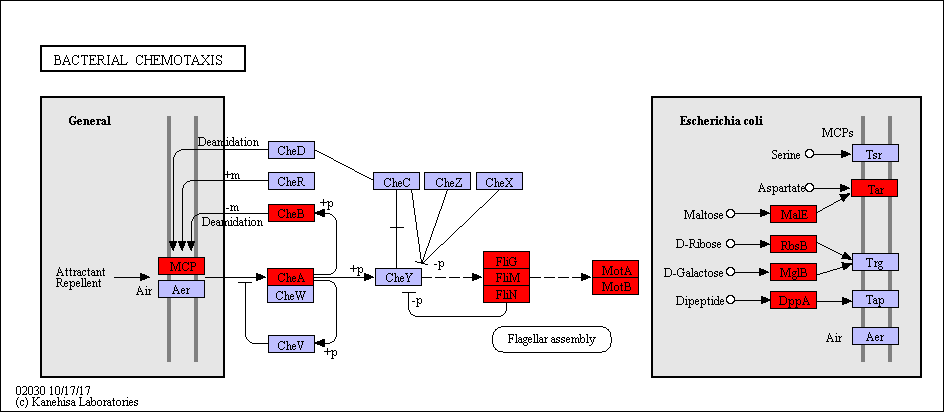 BACTERIAL CHEMOTAXIS
General
Deamidation
CheD
+m
CheR
-m
CheB
+p
Deamidation
MCP
Attractant
Repellent
Air
Aer
CheA
CheW
CheV
+p
CheC
CheZ
CheX
+p
CheY
-p
-p
FliG
FliM
FliN
MotA
MotB
Flagellar assembly
Escherichia coli
MCPs
Serine
Tsr
Aspartate
Tar
Maltose
MalE
D-Ribose
RbsB
Trg
D-Galactose
MglB
Dipeptide
DppA
Tap
Air
Aer
02030 10/17/17
(c) Kanehisa Laboratories